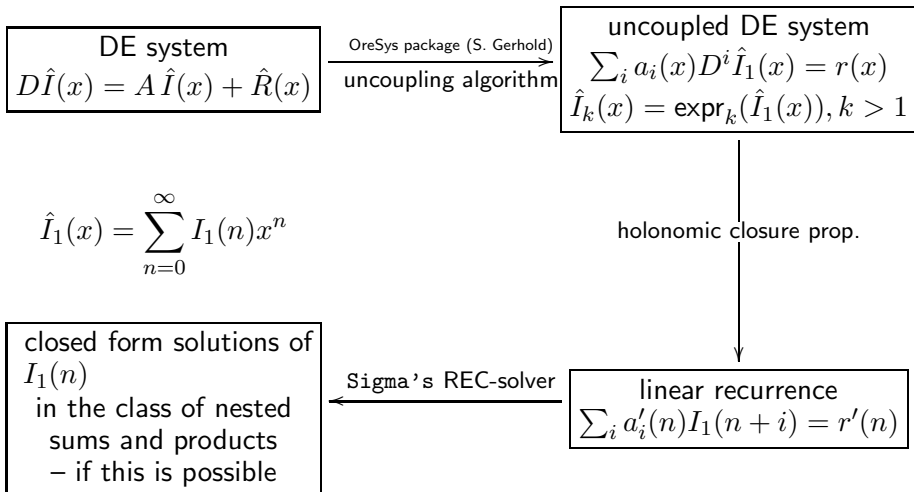 DE system
DÎ(x) = A Î(x) + R̂(x)
OreSys package (S. Gerhold)
uncoupling algorithm
uncoupled DE system
∑_i a_i(x)D^i Î_1(x) = r(x)
Î_k(x) = expr_k(Î_1(x)), k > 1
Î_1(x) = ∑_{n=0}^{∞} I_1(n)x^n
holonomic closure prop.
closed form solutions of
I_1(n)
in the class of nested
sums and products
– if this is possible
Sigma's REC-solver
linear recurrence
∑_i a'_i(n)I_1(n + i) = r'(n)